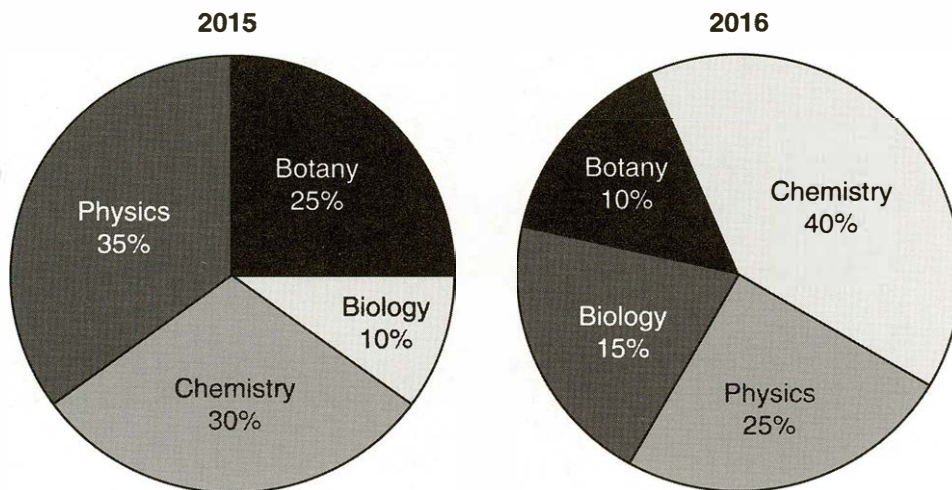 2015
2016
Physics
35%
Botany
25%
Biology
10%
Chemistry
30%
Botany
10%
Chemistry
40%
Biology
15%
Physics
25%